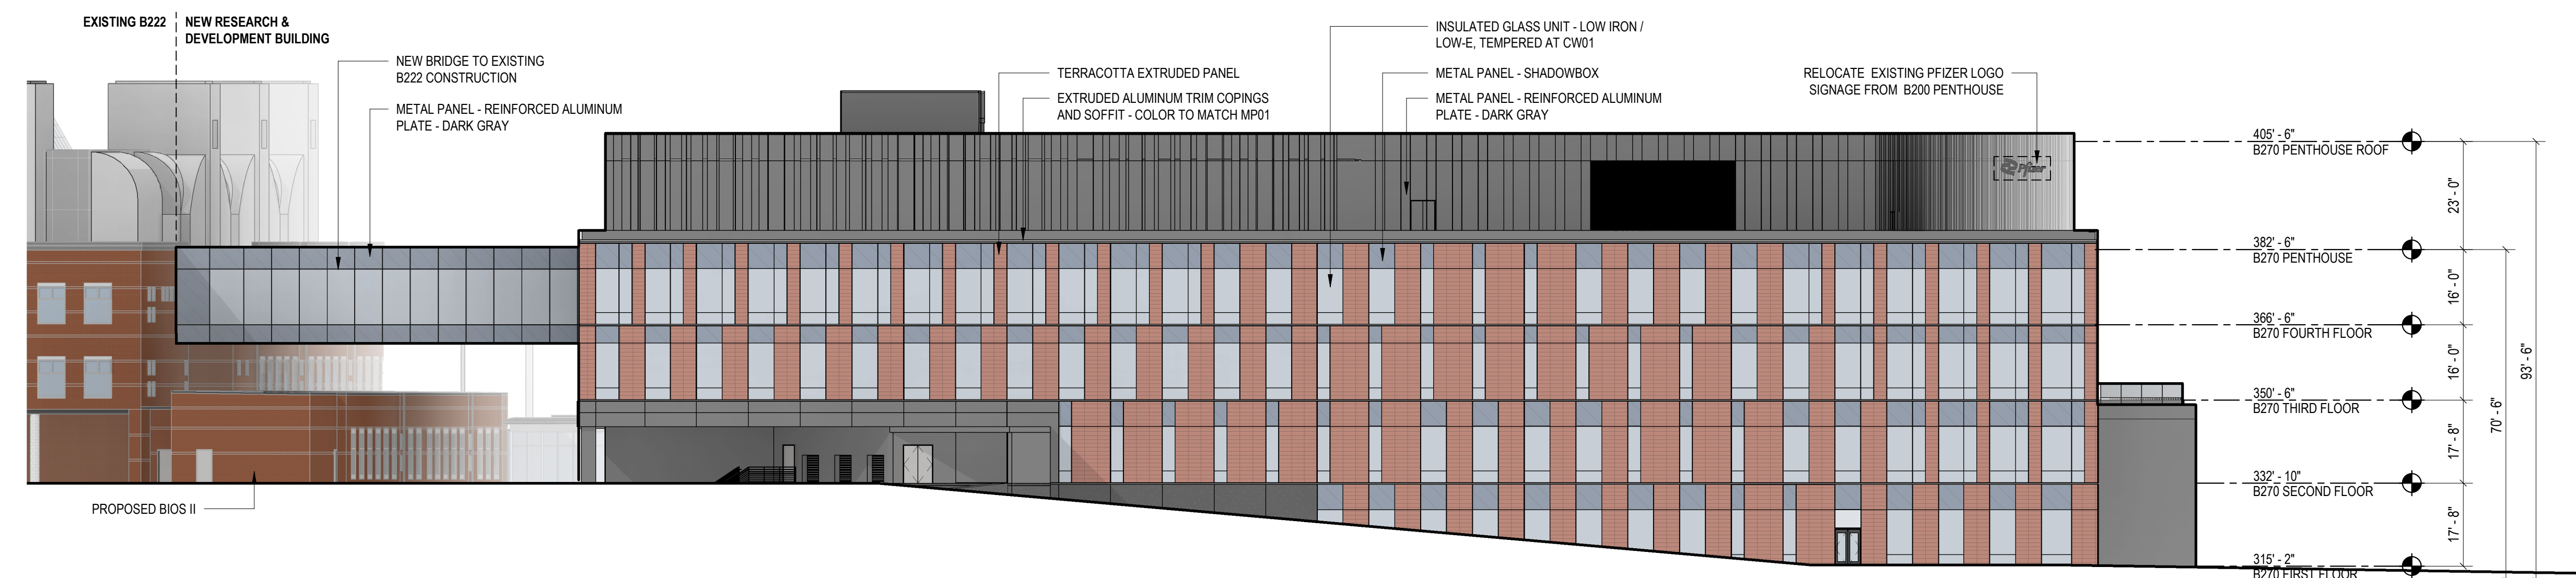 EXISTING B222
NEW RESEARCH &
DEVELOPMENT BUILDING
NEW BRIDGE TO EXISTING
B222 CONSTRUCTION
METAL PANEL - REINFORCED ALUMINUM
PLATE - DARK GRAY
TERRACOTTA EXTRUDED PANEL
EXTRUDED ALUMINUM TRIM COPINGS
AND SOFFIT - COLOR TO MATCH MP01
INSULATED GLASS UNIT - LOW IRON /
LOW-E, TEMPERED AT CW01
METAL PANEL - SHADOWBOX
METAL PANEL - REINFORCED ALUMINUM
PLATE - DARK GRAY
RELOCATE EXISTING PFIZER LOGO
SIGNAGE FROM B200 PENTHOUSE
Pfizer
PROPOSED BIOS II
405' - 6"
B270 PENTHOUSE ROOF
382' - 6"
B270 PENTHOUSE
366' - 6"
B270 FOURTH FLOOR
350' - 6"
B270 THIRD FLOOR
332' - 10"
B270 SECOND FLOOR
315' - 2"
B270 FIRST FLOOR
23' - 0"
16' - 0"
16' - 0"
17' - 8"
17' - 8"
70' - 6"
93' - 6"